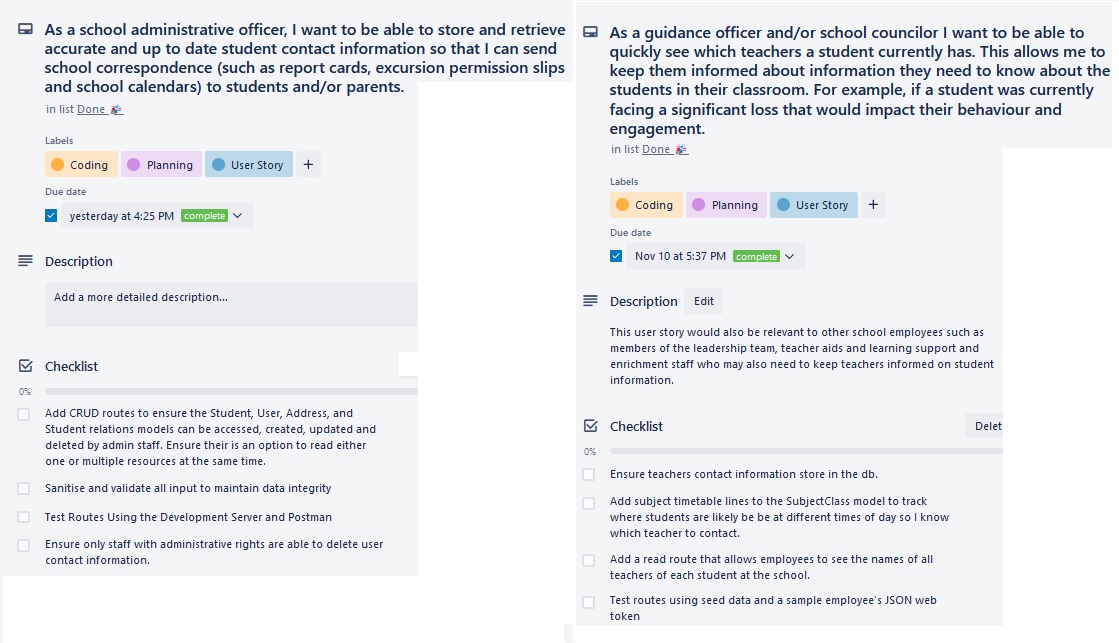 As a school administrative officer, I want to be able to store and retrieve
accurate and up to date student contact information so that I can send
school correspondence (such as report cards, excursion permission slips
and school calendars) to students and/or parents.
in list Done 🎉
Labels
Coding Planning User Story +
Due date
yesterday at 4:25 PM complete
Description
Add a more detailed description...
Checklist
0%
Add CRUD routes to ensure the Student, User, Address, and
Student relations models can be accessed, created, updated and
deleted by admin staff. Ensure their is an option to read either
one or multiple resources at the same time.
Sanitise and validate all input to maintain data integrity
Test Routes Using the Development Server and Postman
Ensure only staff with administrative rights are able to delete user
contact information.
As a guidance officer and/or school councilor I want to be able to
quickly see which teachers a student currently has. This allows me to
keep them informed about information they need to know about the
students in their classroom. For example, if a student was currently
facing a significant loss that would impact their behaviour and
engagement.
in list Done 🎉
Labels
Coding Planning User Story +
Due date
Nov 10 at 5:37 PM complete
Description Edit
This user story would also be relevant to other school employees such as
members of the leadership team, teacher aids and learning support and
enrichment staff who may also need to keep teachers informed on student
information.
Checklist Delet
0%
Ensure teachers contact information store in the db.
Add subject timetable lines to the SubjectClass model to track
where students are likely be be at different times of day so I know
which teacher to contact.
Add a read route that allows employees to see the names of all
teachers of each student at the school.
Test routes using seed data and a sample employee's JSON web
token